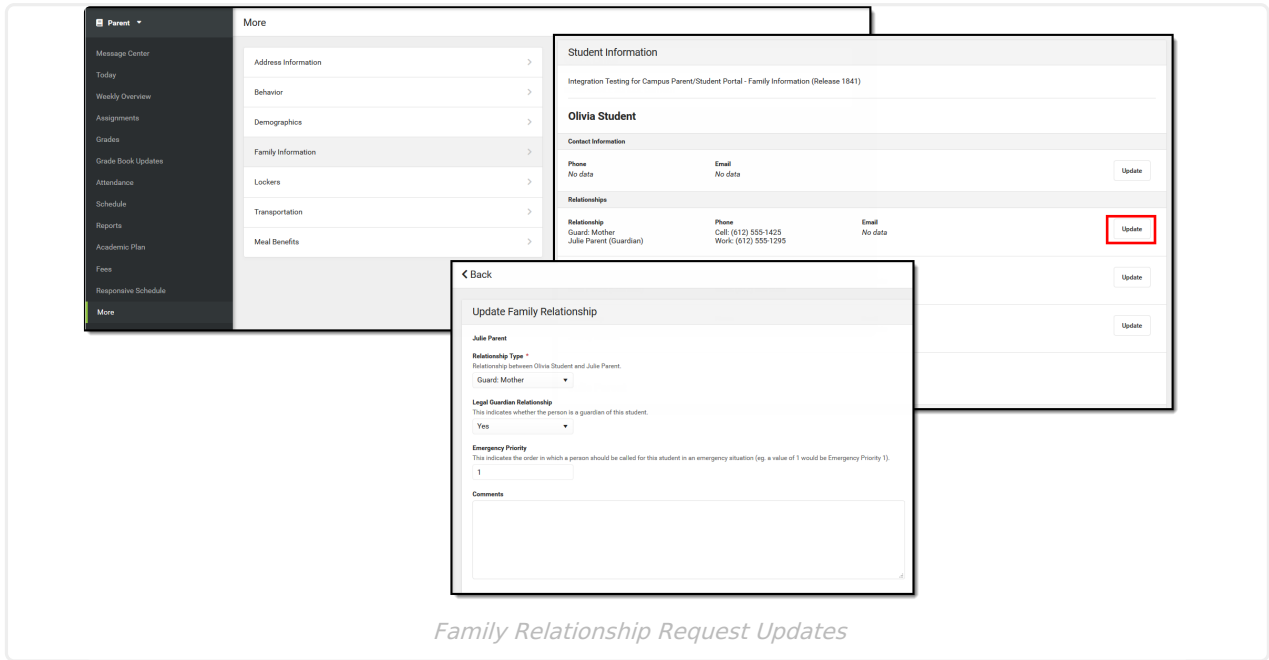 Parent
Message Center
Today
Weekly Overview
Assignments
Grades
Grade Book Updates
Attendance
Schedule
Reports
Academic Plan
Fees
Responsive Schedule
More
More
Address Information
Behavior
Demographics
Family Information
Lockers
Transportation
Meal Benefits
Student Information
Integration Testing for Campus Parent/Student Portal - Family Information (Release 1841)
Olivia Student
Contact Information
Phone Email
No data No data
Update
Relationships
Relationship Phone Email
Guard: Mother Cell: (612) 555-1425 No data
Julie Parent (Guardian) Work: (612) 555-1295
Update
Update
Update
Back
Update Family Relationship
Julie Parent
Relationship Type *
Relationship between Olivia Student and Julie Parent.
Guard: Mother
Legal Guardian Relationship
This indicates whether the person is a guardian of this student.
Yes
Emergency Priority
This indicates the order in which a person should be called for this student in an emergency situation (eg. a value of 1 would be Emergency Priority 1).
1
Comments
Family Relationship Request Updates